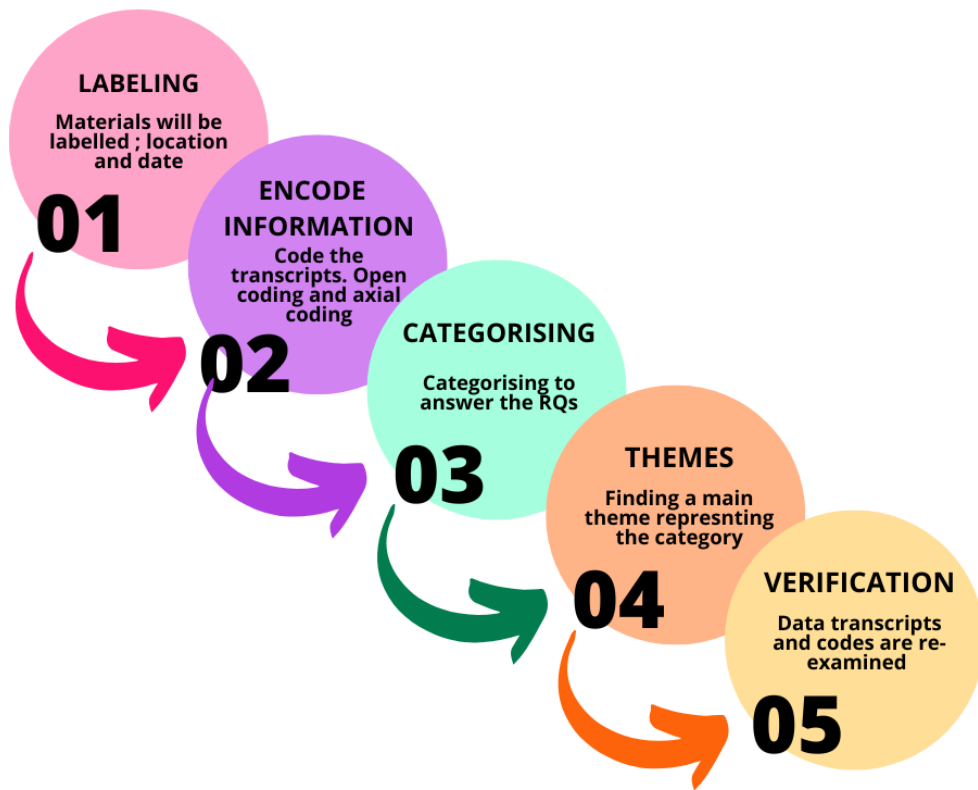 LABELING
Materials will be
labelled ; location
and date
01
ENCODE
INFORMATION
Code the
transcripts. Open
coding and axial
coding
02
CATEGORISING
Categorising to
answer the RQs
03
THEMES
Finding a main
theme represnting
the category
04
VERIFICATION
Data transcripts
and codes are re-
examined
05